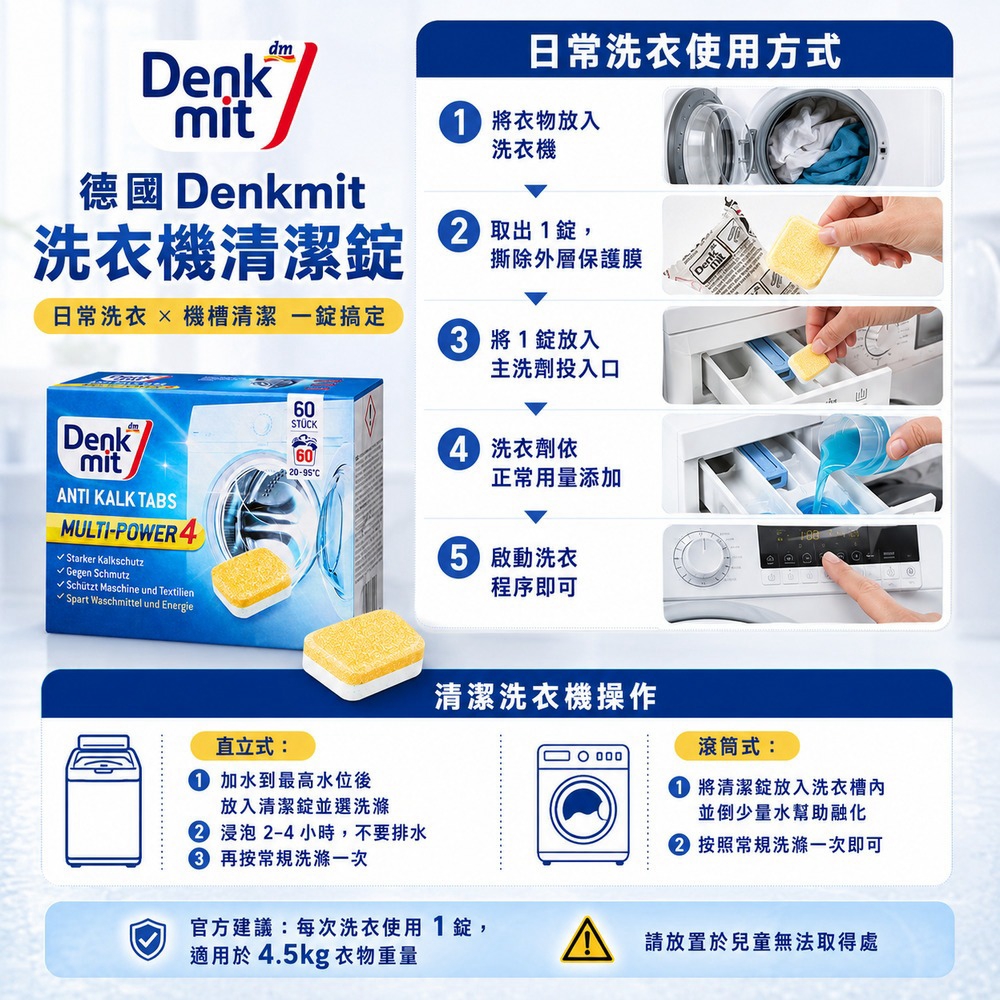 dm
Denk
mit
德國 Denkmit
洗衣機清潔錠
日常洗衣 × 機槽清潔 一錠搞定
dm
Denk
mit
60
STÜCK
60
20-95°C
ANTI KALK TABS
MULTI-POWER 4
✓ Starker Kalkschutz
✓ Gegen Schmutz
✓ Schützt Maschine und Textilien
✓ Spart Waschmittel und Energie
日常洗衣使用方式
1 將衣物放入
洗衣機
2 取出 1 錠，
撕除外層保護膜
Denk
mit
3 將 1 錠放入
主洗劑投入口
4 洗衣劑依
正常用量添加
5 啟動洗衣
程序即可
清潔洗衣機操作
直立式：
1 加水到最高水位後
放入清潔錠並選洗滌
2 浸泡 2-4 小時，不要排水
3 再按常規洗滌一次
滾筒式：
1 將清潔錠放入洗衣槽內
並倒少量水幫助融化
2 按照常規洗滌一次即可
官方建議：每次洗衣使用 1 錠，
適用於 4.5kg 衣物重量
請放置於兒童無法取得處